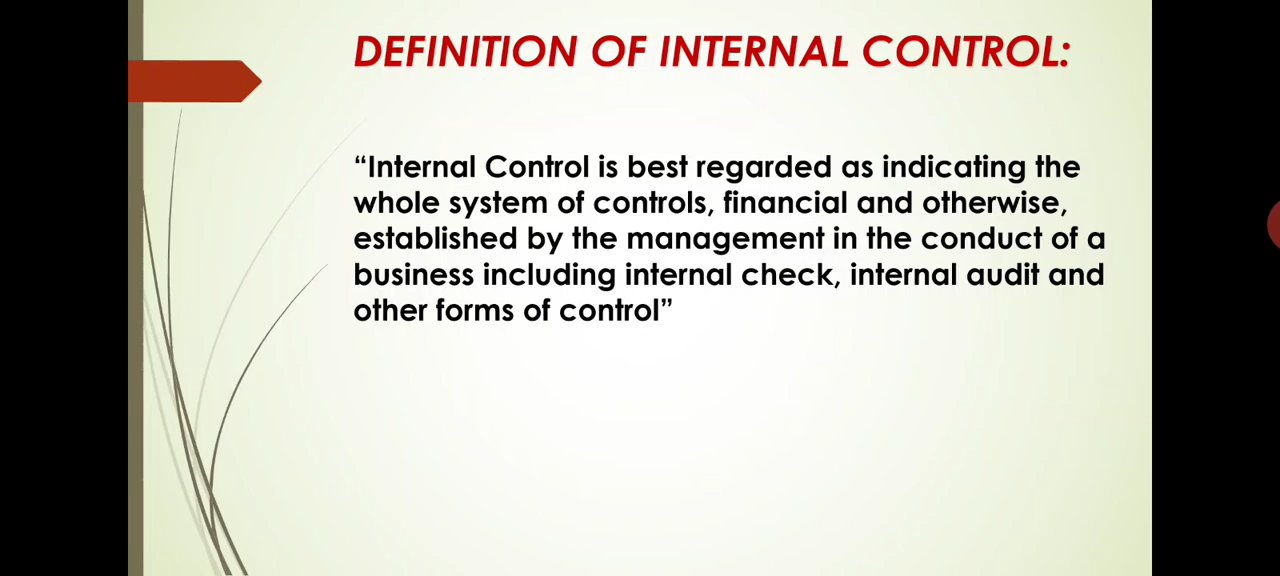 DEFINITION OF INTERNAL CONTROL:
“Internal Control is best regarded as indicating the
whole system of controls, financial and otherwise,
established by the management in the conduct of a
business including internal check, internal audit and
other forms of control”